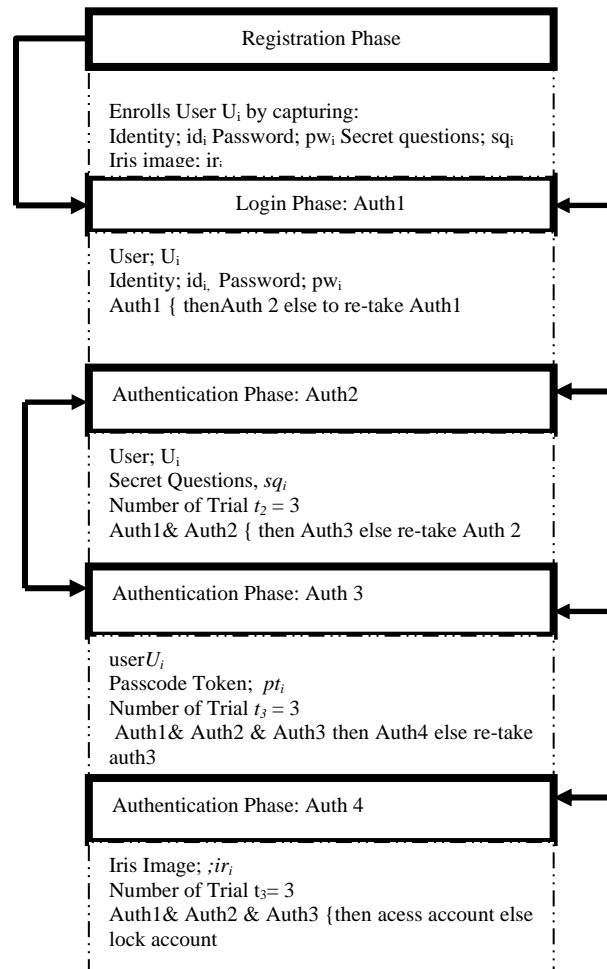 Registration Phase
Enrolls User Uᵢ by capturing:
Identity; idᵢ Password; pwᵢ Secret questions; sqᵢ
Iris image; irᵢ
Login Phase: Auth1
User; Uᵢ
Identity; idᵢ, Password; pwᵢ
Auth1 { thenAuth 2 else to re-take Auth1
Authentication Phase: Auth2
User; Uᵢ
Secret Questions, sqᵢ
Number of Trial t₂ = 3
Auth1& Auth2 { then Auth3 else re-take Auth 2
Authentication Phase: Auth 3
userUᵢ
Passcode Token; ptᵢ
Number of Trial t₃ = 3
Auth1& Auth2 & Auth3 then Auth4 else re-take
auth3
Authentication Phase: Auth 4
Iris Image; ;irᵢ
Number of Trial t₃= 3
Auth1& Auth2 & Auth3 {then acess account else
lock account